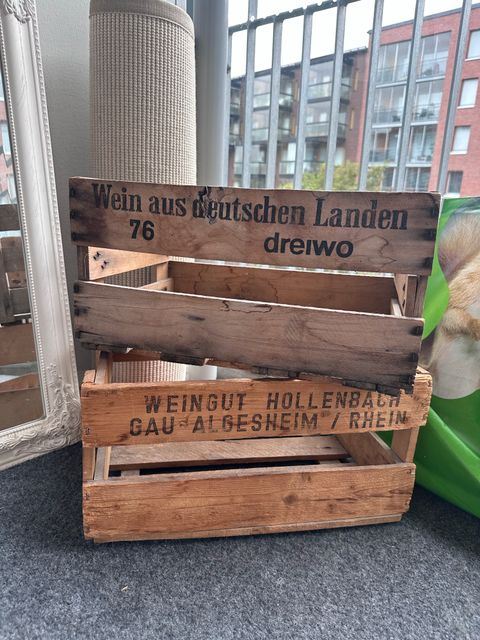 Wein aus deutschen Landen
76 dreiwo
WEINGUT HOLLENBACH
GAU-ALGESHEIM / RHEIN